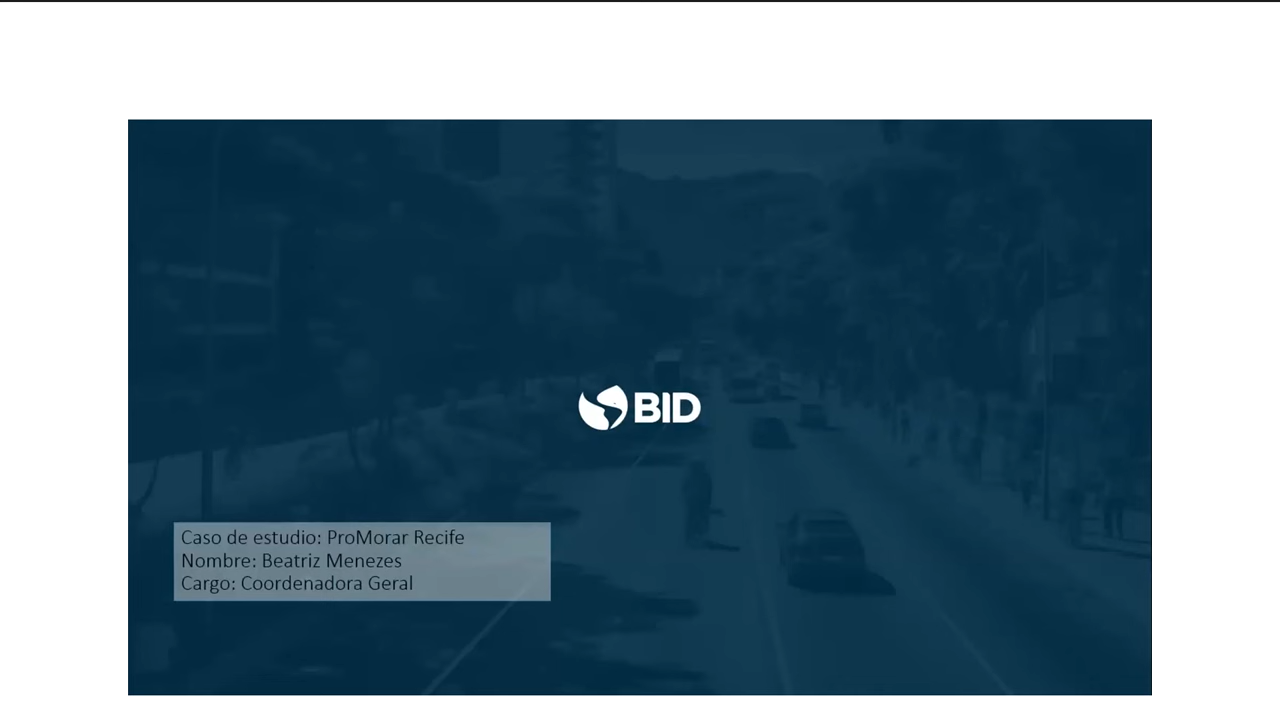 BID
Caso de estudio: ProMorar Recife
Nombre: Beatriz Menezes
Cargo: Coordenadora Geral